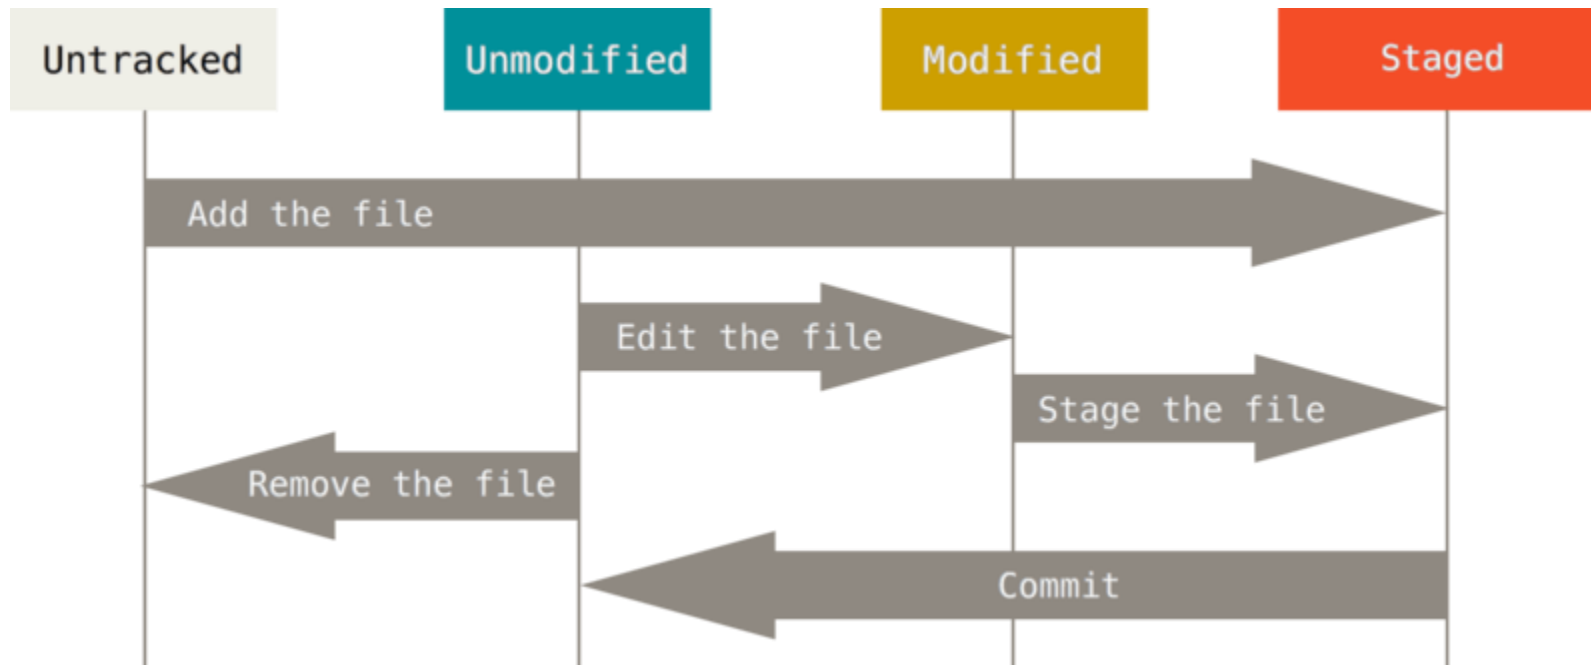 Untracked
Unmodified
Modified
Staged
Add the file
Edit the file
Stage the file
Remove the file
Commit